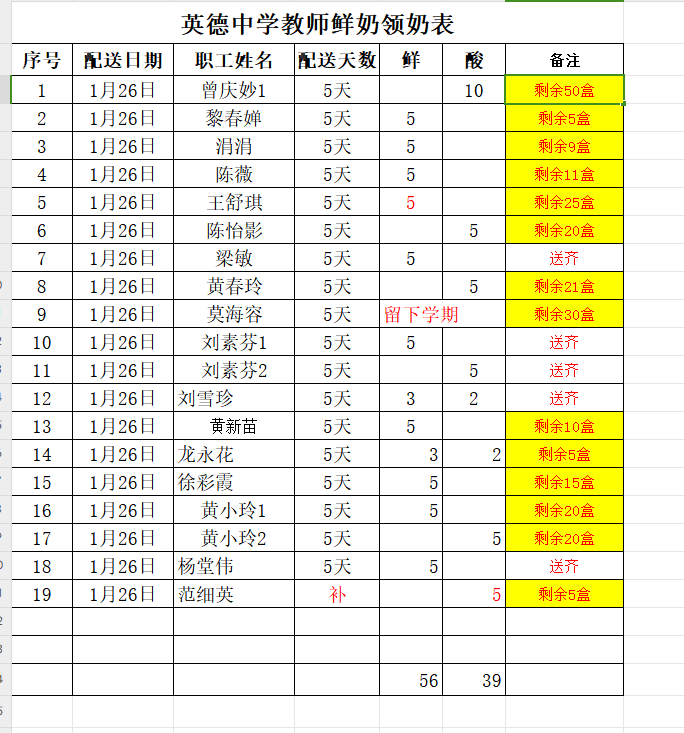 英德中学教师鲜奶领奶表
序号 配送日期 职工姓名 配送天数 鲜 酸 备注
1 1月26日 曾庆妙1 5天 10 剩余50盒
2 1月26日 黎春婵 5天 5 剩余5盒
3 1月26日 涓涓 5天 5 剩余9盒
4 1月26日 陈薇 5天 5 剩余11盒
5 1月26日 王舒琪 5天 5 剩余25盒
6 1月26日 陈怡影 5天 5 剩余20盒
7 1月26日 梁敏 5天 5 送齐
8 1月26日 黄春玲 5天 5 剩余21盒
9 1月26日 莫海容 5天 留下学期 剩余30盒
10 1月26日 刘素芬1 5天 5 送齐
11 1月26日 刘素芬2 5天 5 送齐
12 1月26日 刘雪珍 5天 3 2 送齐
13 1月26日 黄新苗 5天 5 剩余10盒
14 1月26日 龙永花 5天 3 2 剩余5盒
15 1月26日 徐彩霞 5天 5 剩余15盒
16 1月26日 黄小玲1 5天 5 剩余20盒
17 1月26日 黄小玲2 5天 5 剩余20盒
18 1月26日 杨堂伟 5天 5 送齐
19 1月26日 范细英 补 5 剩余5盒
56 39